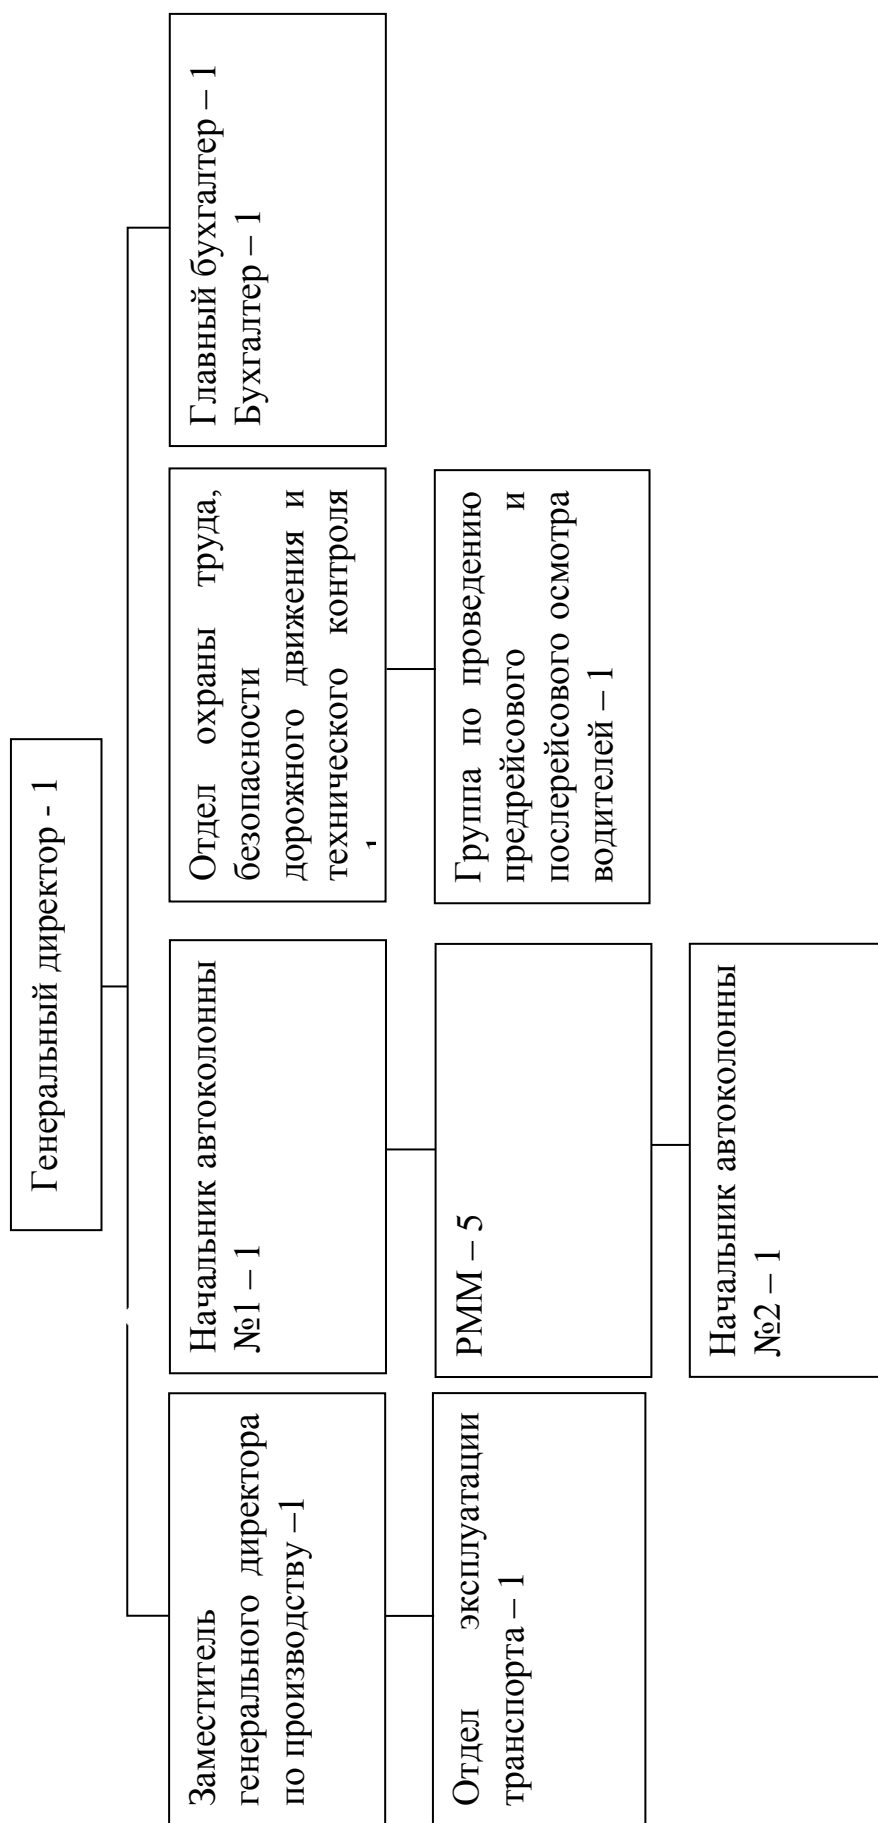 Генеральный директор - 1
Заместитель
генерального директора
по производству –1
Начальник автоколонны
№1 – 1
Отдел охраны труда,
безопасности
дорожного движения и
технического контроля
Главный бухгалтер – 1
Бухгалтер – 1
Отдел эксплуатации
транспорта – 1
РММ – 5
Группа по проведению
предрейсового и
послерейсового осмотра
водителей – 1
Начальник автоколонны
№2 – 1